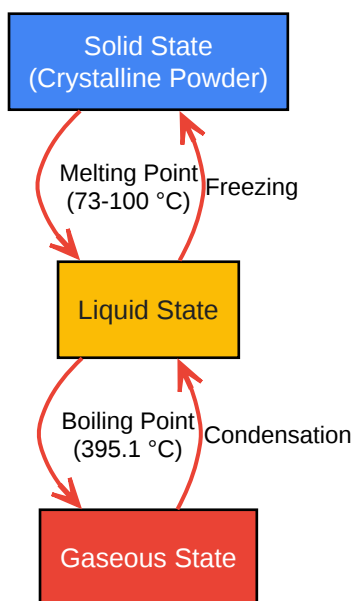 Solid State
(Crystalline Powder)
Melting Point
(73-100 °C)
Freezing
Liquid State
Boiling Point
(395.1 °C)
Condensation
Gaseous State